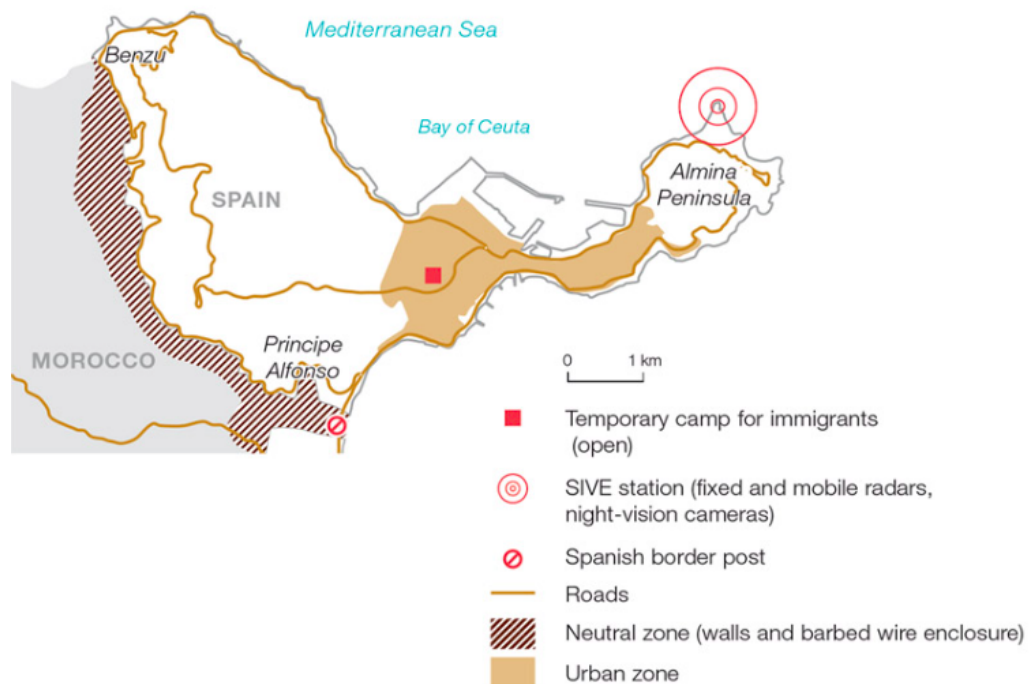 Mediterranean Sea
Benzu
Bay of Ceuta
Almina
Peninsula
SPAIN
MOROCCO
Principe
Alfonso
0 1 km
Temporary camp for immigrants
(open)
SIVE station (fixed and mobile radars,
night-vision cameras)
Spanish border post
Roads
Neutral zone (walls and barbed wire enclosure)
Urban zone